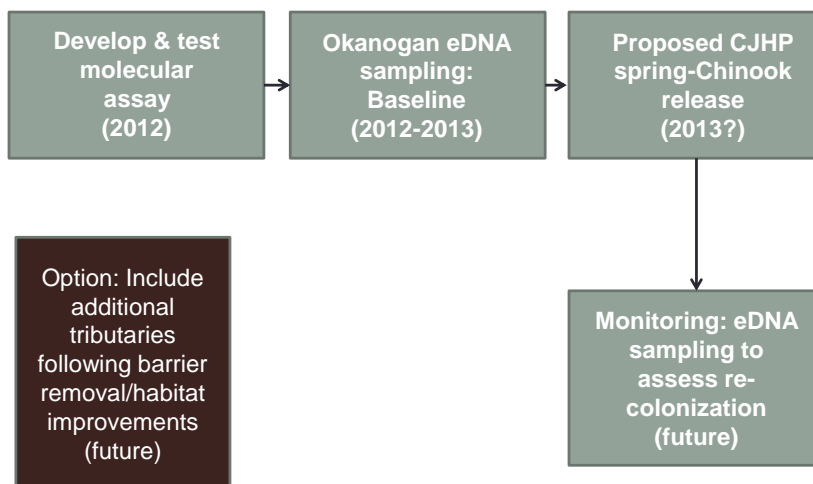 Develop & test
molecular
assay
(2012)
Okanogan eDNA
sampling:
Baseline
(2012-2013)
Proposed CJHP
spring-Chinook
release
(2013?)
Option: Include
additional
tributaries
following barrier
removal/habitat
improvements
(future)
Monitoring: eDNA
sampling to
assess re-
colonization
(future)